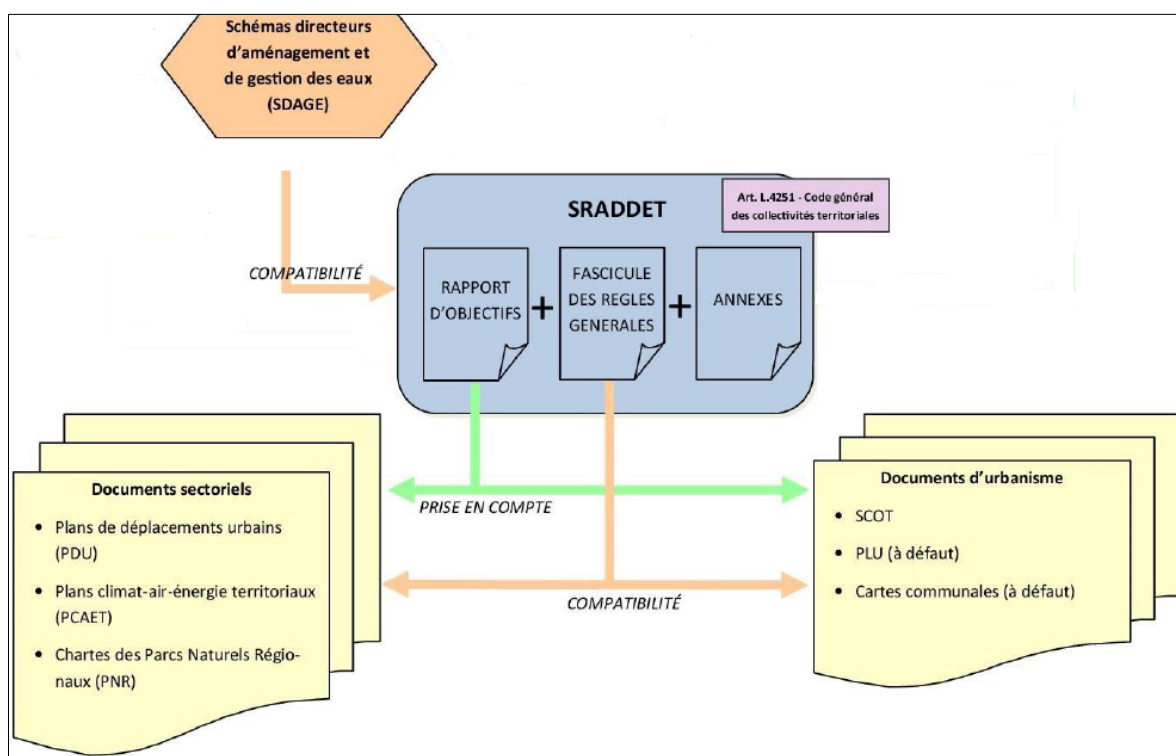 Schémas directeurs
d'aménagement et
de gestion des eaux
(SDAGE)
Art. L.4251 - Code général
des collectivités territoriales
SRADDET
COMPATIBILITÉ
RAPPORT
D'OBJECTIFS
+
FASCICULE
DES REGLES
GENERALES
+
ANNEXES
Documents sectoriels
• Plans de déplacements urbains
(PDU)
• Plans climat-air-énergie territoriaux
(PCAET)
• Chartes des Parcs Naturels Régio-
naux (PNR)
PRISE EN COMPTE
COMPATIBILITÉ
Documents d'urbanisme
• SCOT
• PLU (à défaut)
• Cartes communales (à défaut)